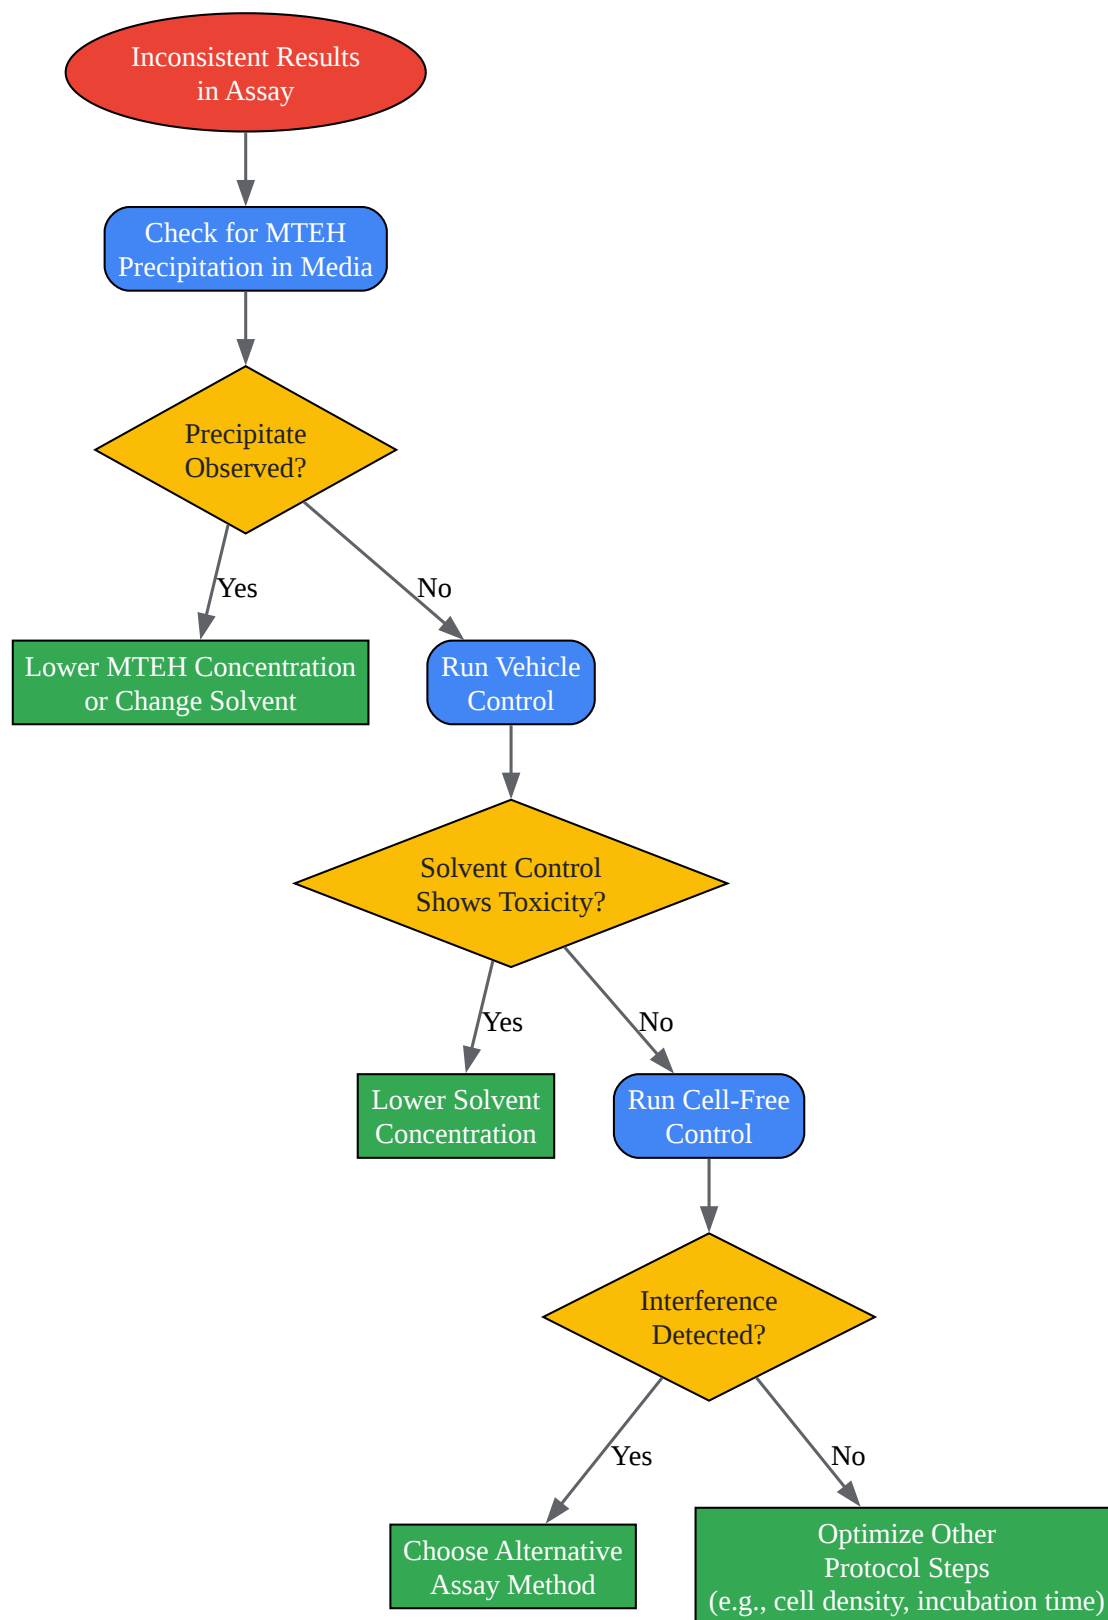 Inconsistent Results
in Assay
Check for MTEH
Precipitation in Media
Precipitate
Observed?
Yes
No
Lower MTEH Concentration
or Change Solvent
Run Vehicle
Control
Solvent Control
Shows Toxicity?
Yes
No
Lower Solvent
Concentration
Run Cell-Free
Control
Interference
Detected?
Yes
No
Choose Alternative
Assay Method
Optimize Other
Protocol Steps
(e.g., cell density, incubation time)